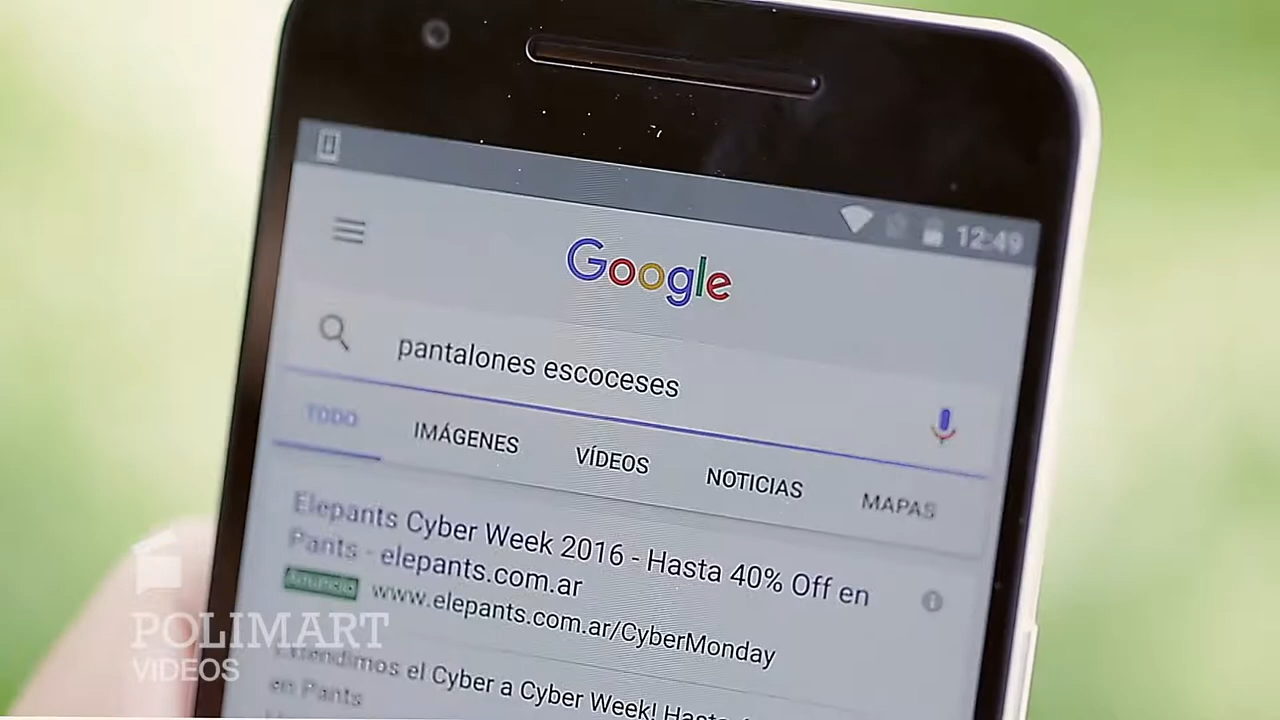 12:49
Google
pantalones escoceses
TODO IMÁGENES VÍDEOS NOTICIAS MAPAS
Elepants Cyber Week 2016 - Hasta 40% Off en
Pants - elepants.com.ar
Anuncio www.elepants.com.ar/CyberMonday
Extendimos el Cyber a Cyber Week! Hasta
en Pants
POLIMART
VIDEOS